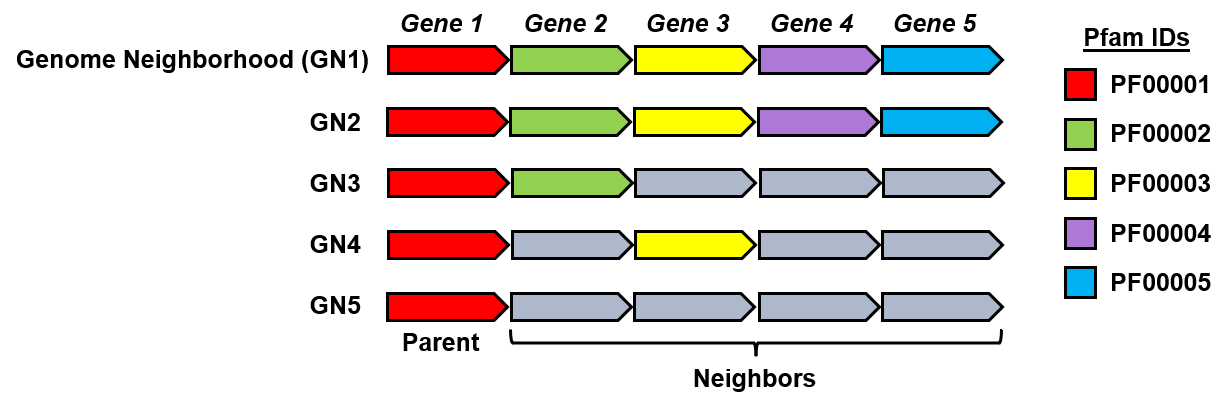 Gene 1 Gene 2 Gene 3 Gene 4 Gene 5
Pfam IDs
Genome Neighborhood (GN1)
PF00001
GN2
PF00002
GN3
PF00003
GN4
PF00004
PF00005
GN5
Parent
Neighbors